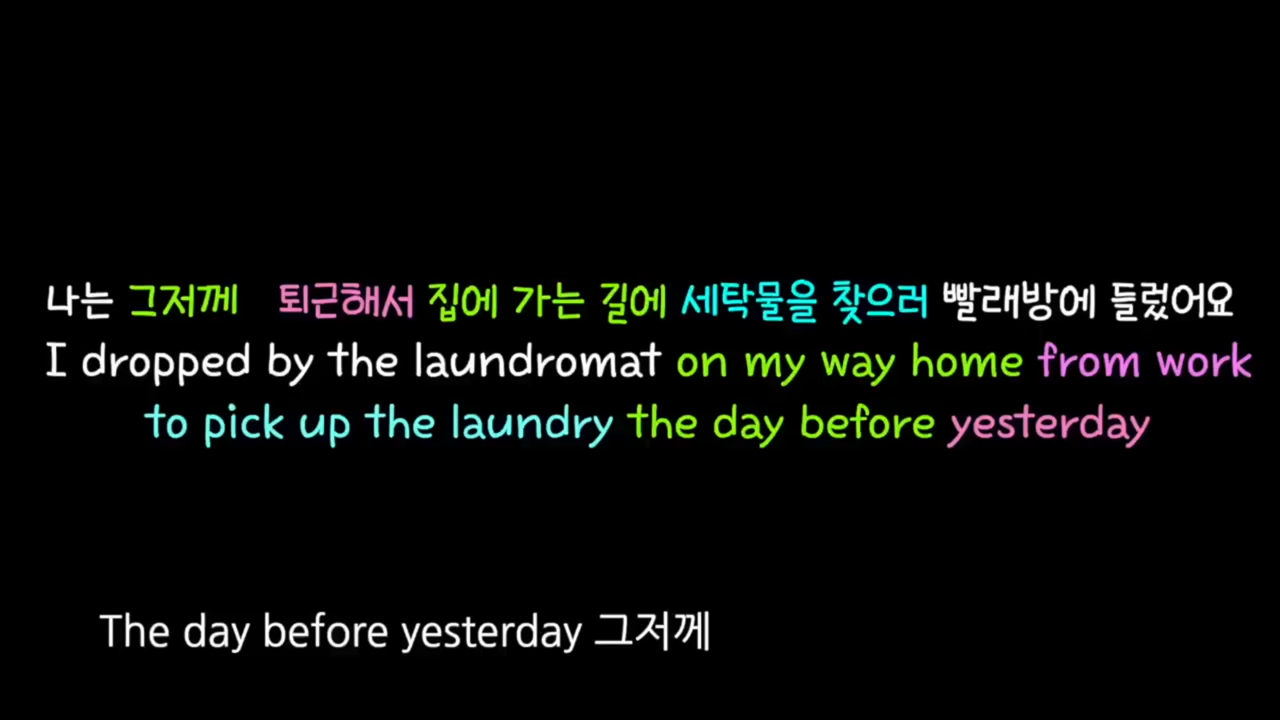 나는 그저께 퇴근해서 집에 가는 길에 세탁물을 찾으러 빨래방에 들렀어요
I dropped by the laundromat on my way home from work
to pick up the laundry the day before yesterday
The day before yesterday 그저께